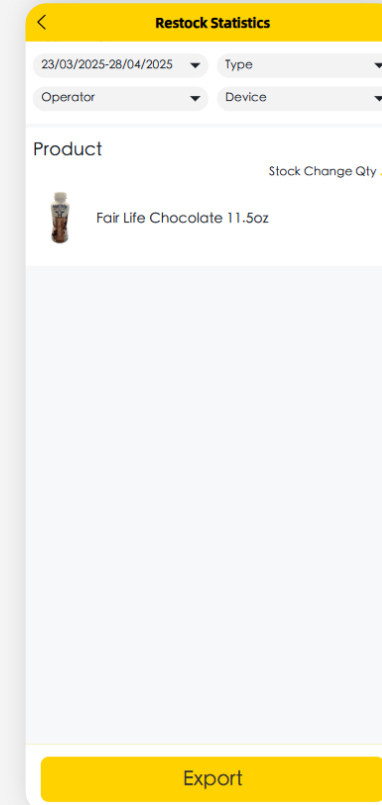 Restock Statistics
23/03/2025-28/04/2025 Type
Operator Device
Product
Stock Change Qty
Fair Life Chocolate 11.5oz
Export